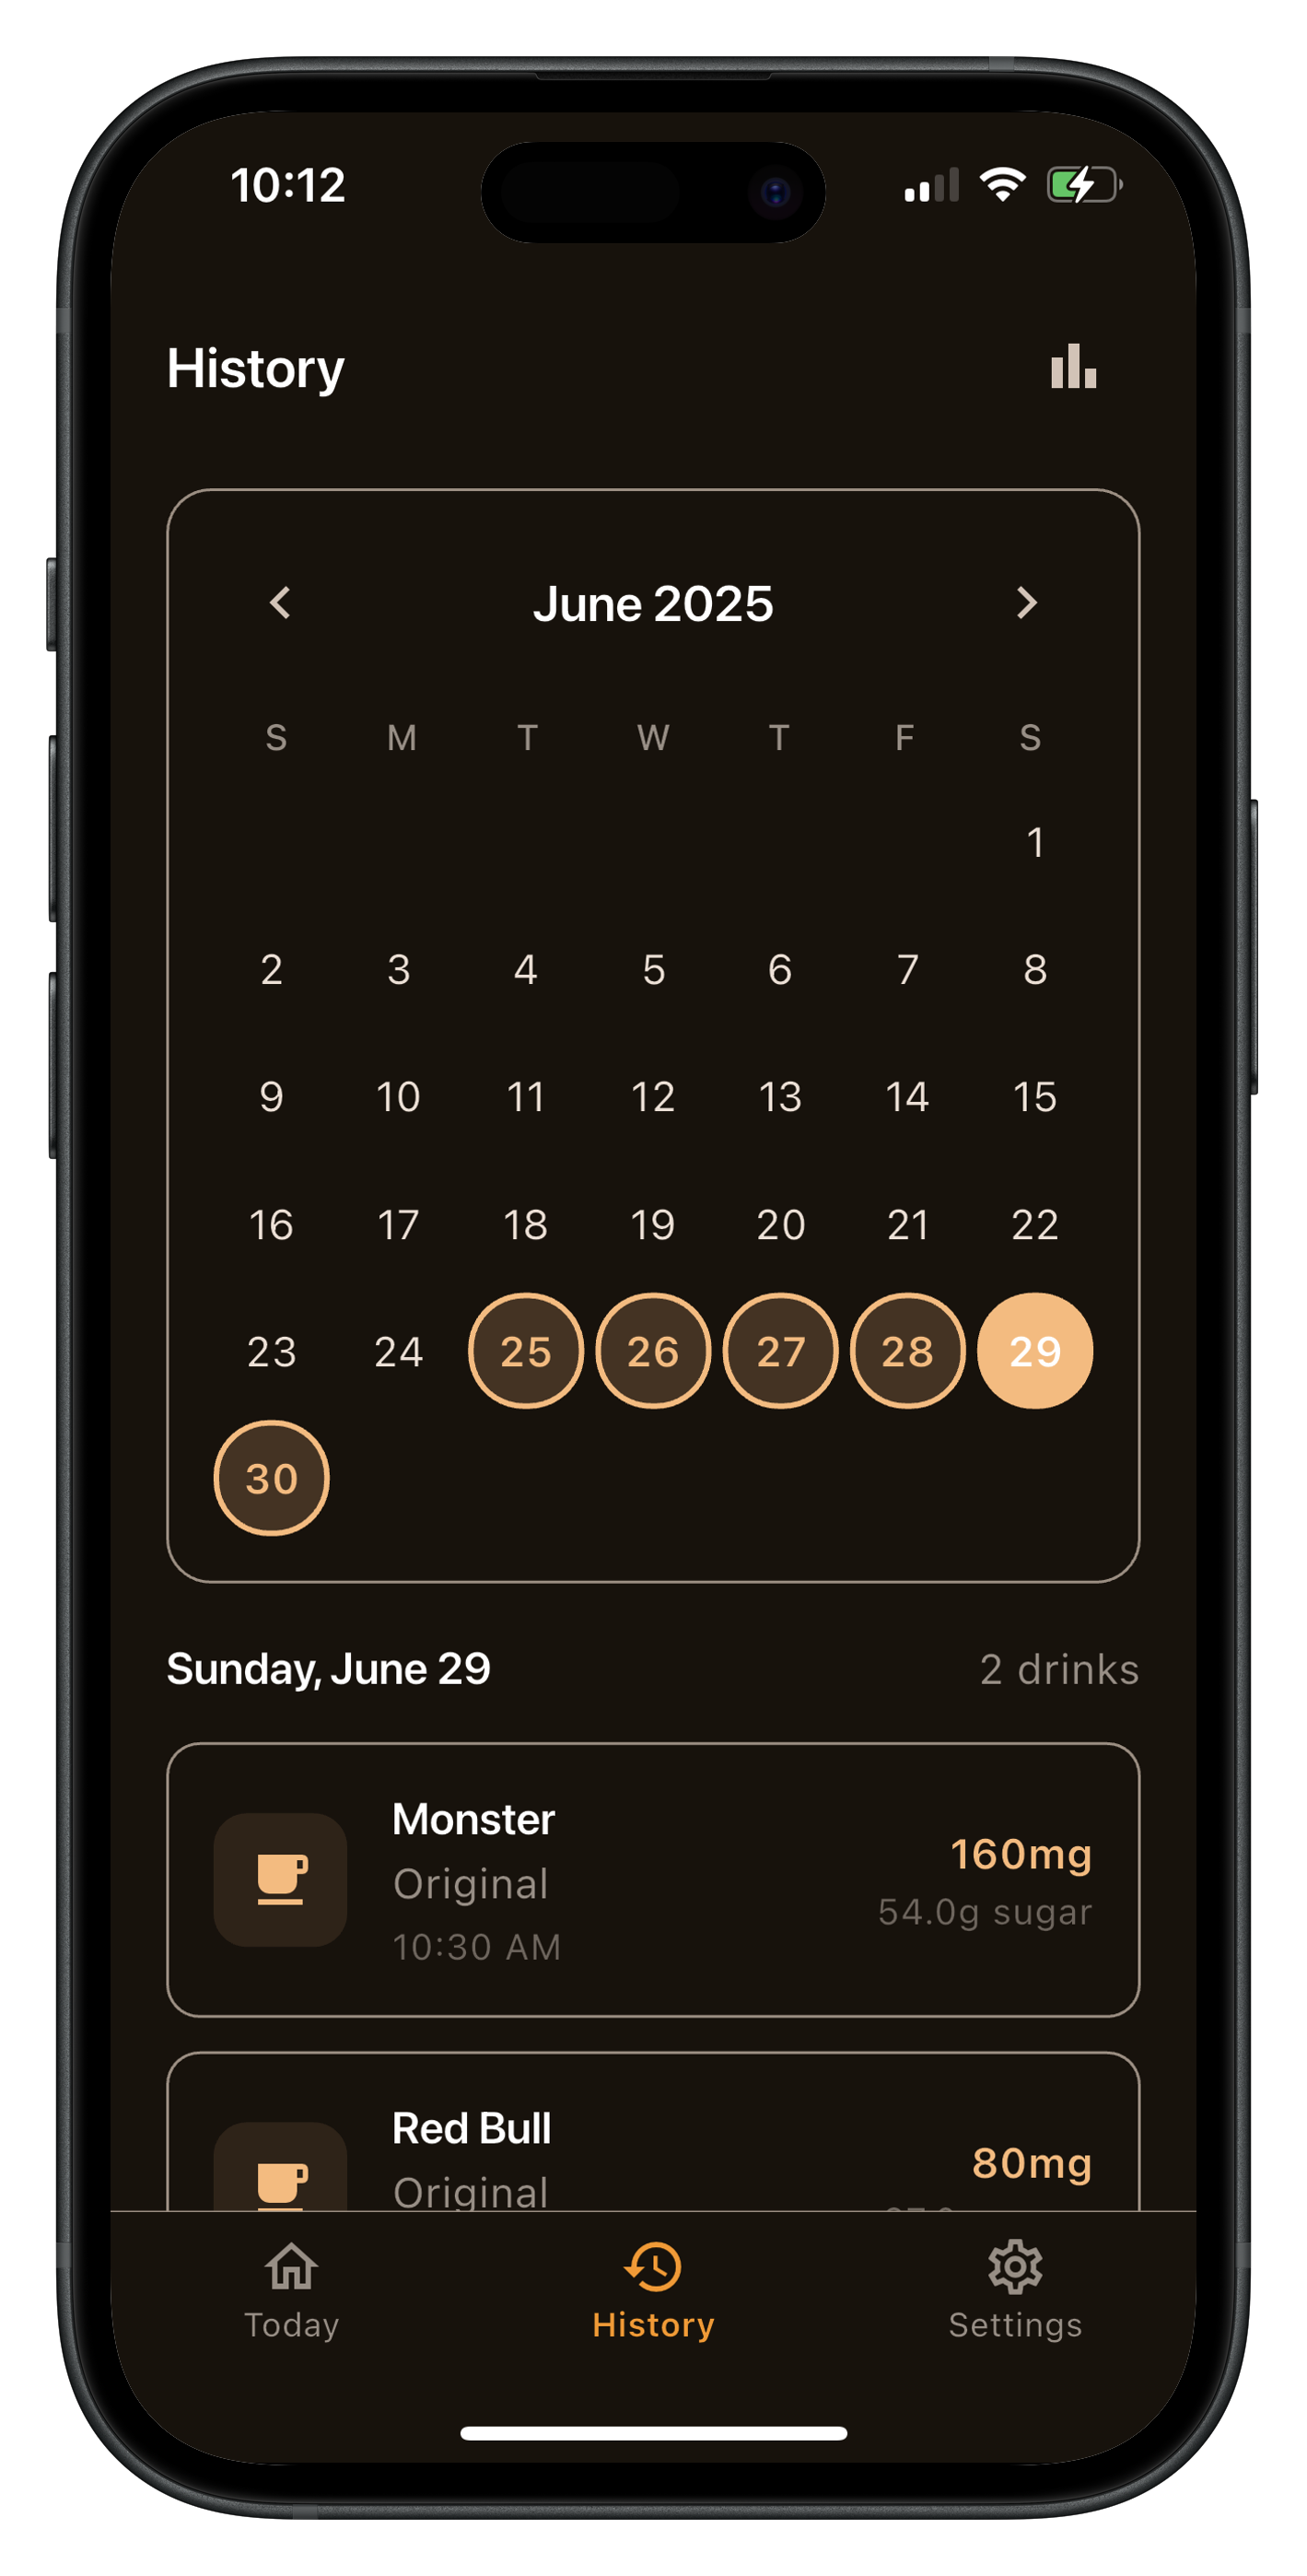 10:12
History
June 2025
S M T W T F S
1
2 3 4 5 6 7 8
9 10 11 12 13 14 15
16 17 18 19 20 21 22
23 24 25 26 27 28 29
30
Sunday, June 29 2 drinks
Monster
160mg
Original
54.0g sugar
10:30 AM
Red Bull
80mg
Original
Today History Settings